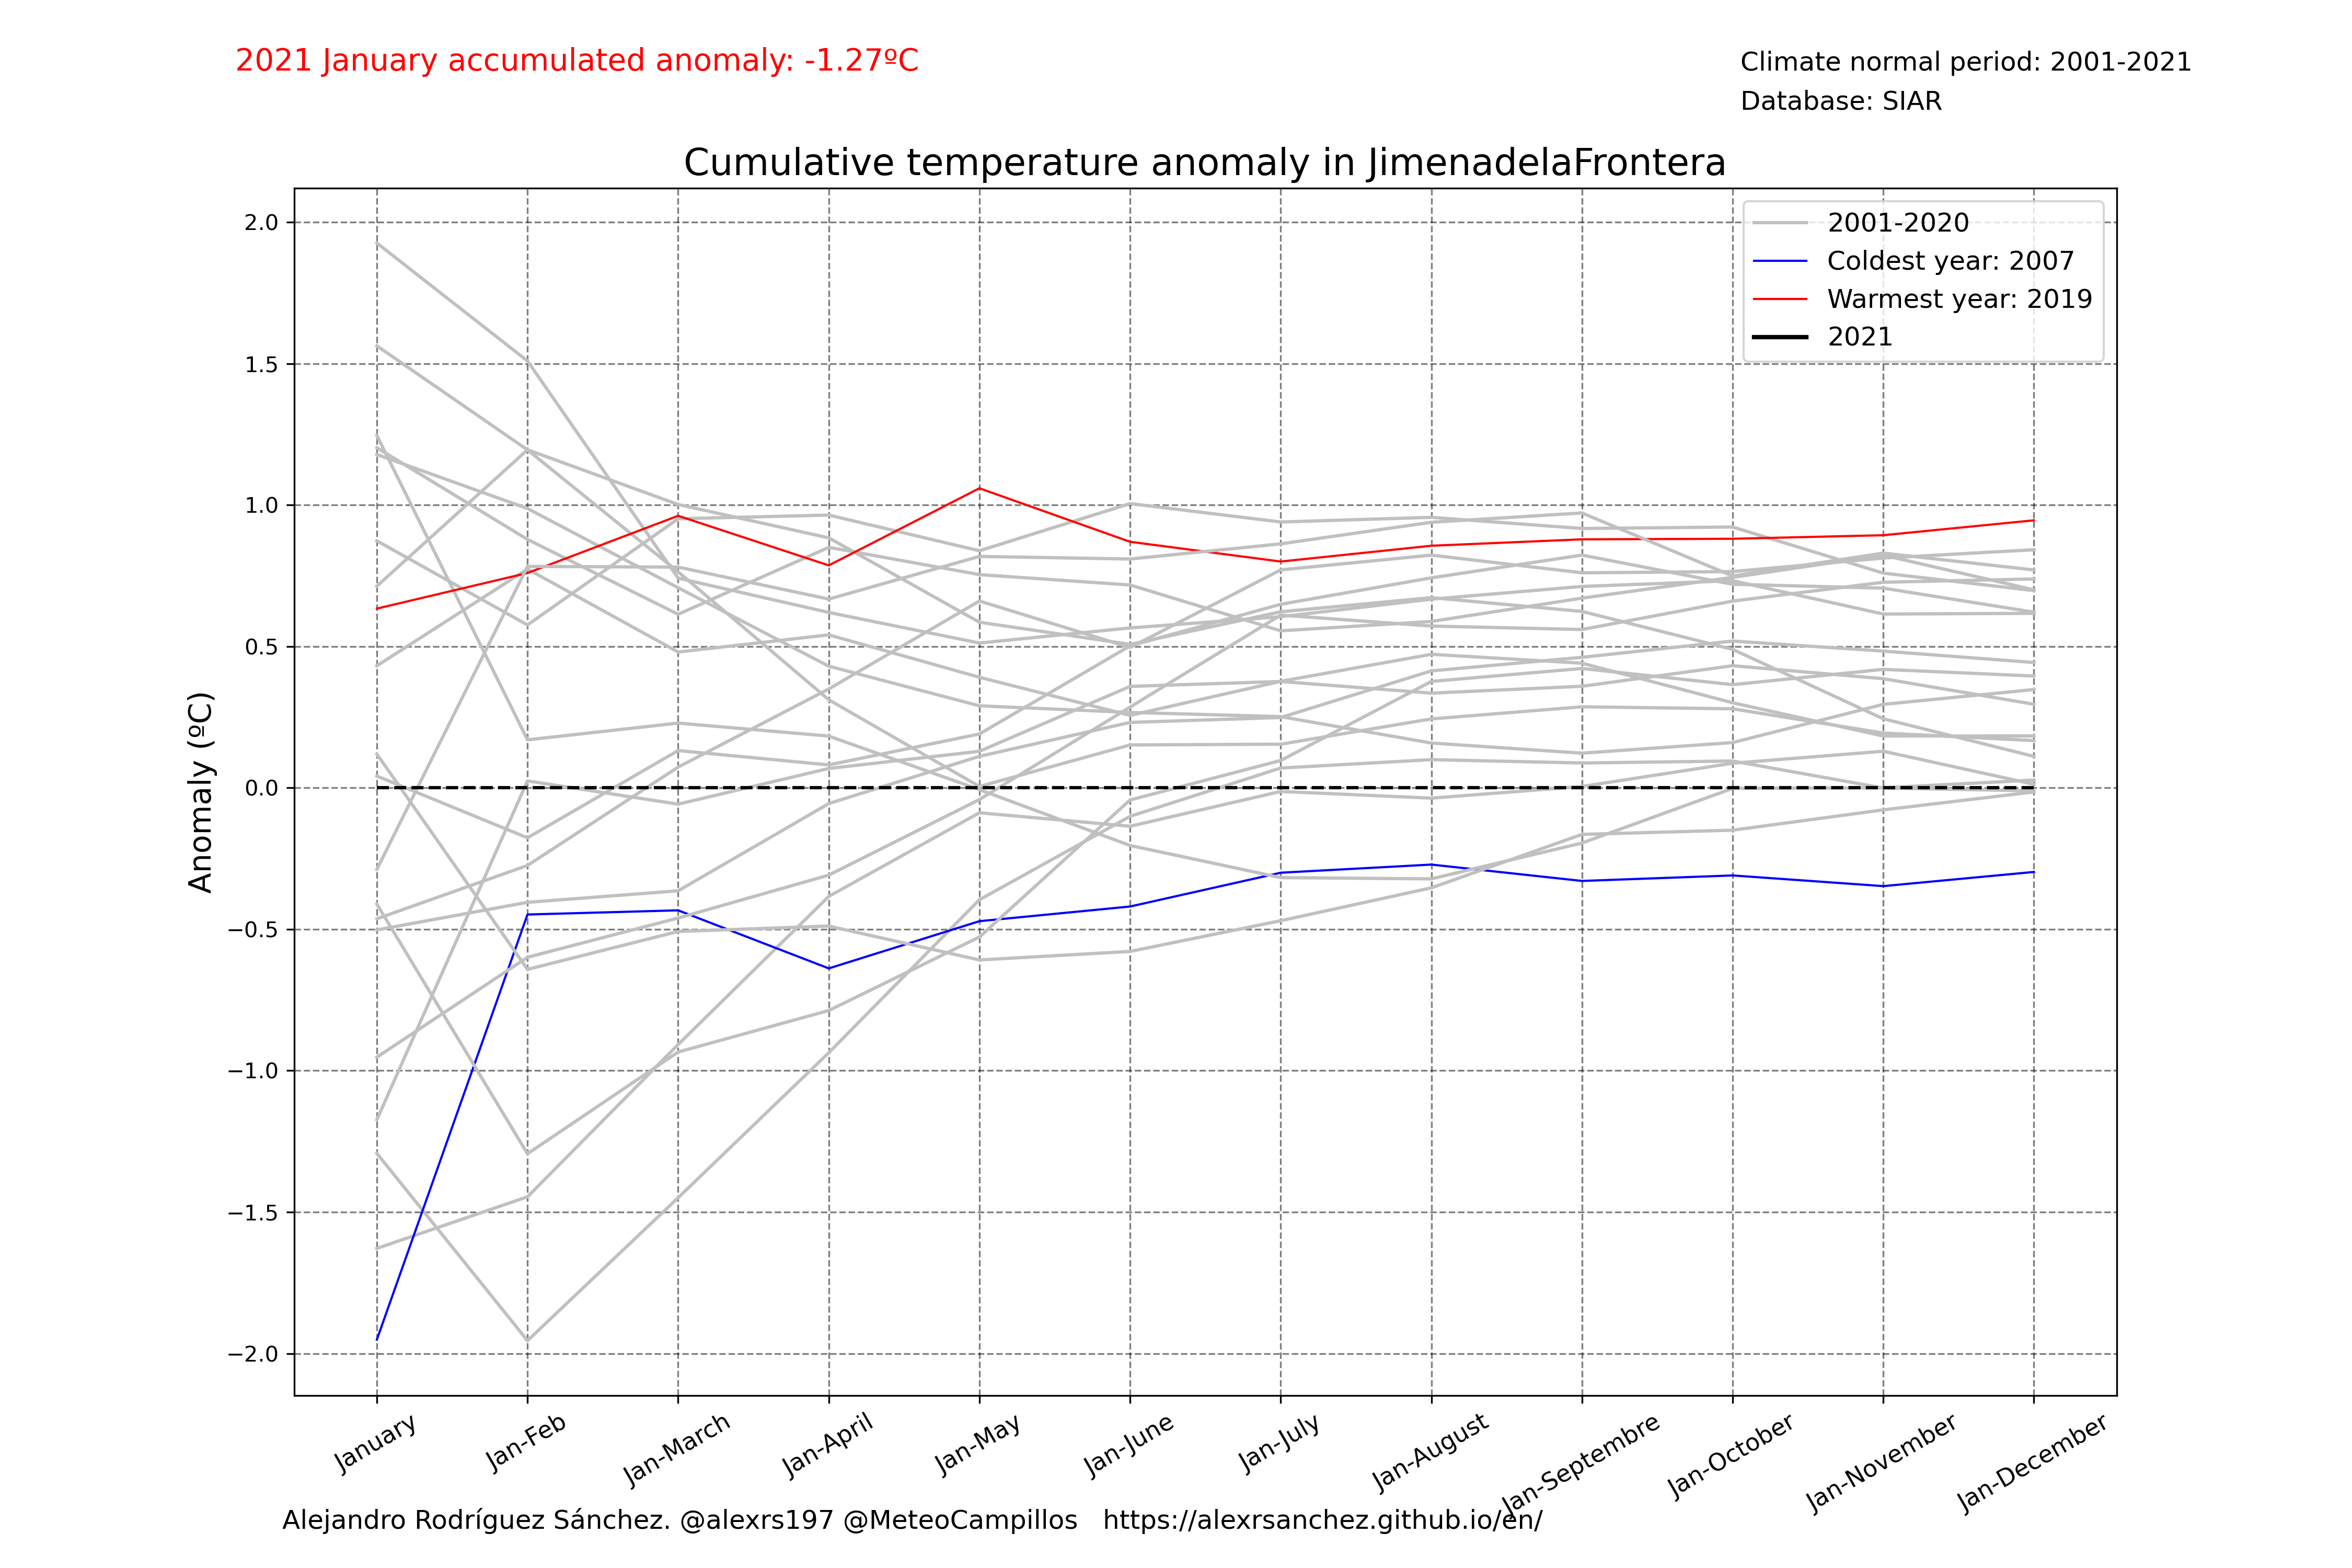 2021 January accumulated anomaly: -1.27ºC
Climate normal period: 2001-2021
Database: SIAR
Cumulative temperature anomaly in JimenadelaFrontera
2001-2020
Coldest year: 2007
Warmest year: 2019
2021
Anomaly (ºC)
2.0
1.5
1.0
0.5
0.0
−0.5
−1.0
−1.5
−2.0
January
Jan-Feb
Jan-March
Jan-April
Jan-May
Jan-June
Jan-July
Jan-August
Jan-Septembre
Jan-October
Jan-November
Jan-December
Alejandro Rodríguez Sánchez. @alexrs197 @MeteoCampillos https://alexrsanchez.github.io/en/